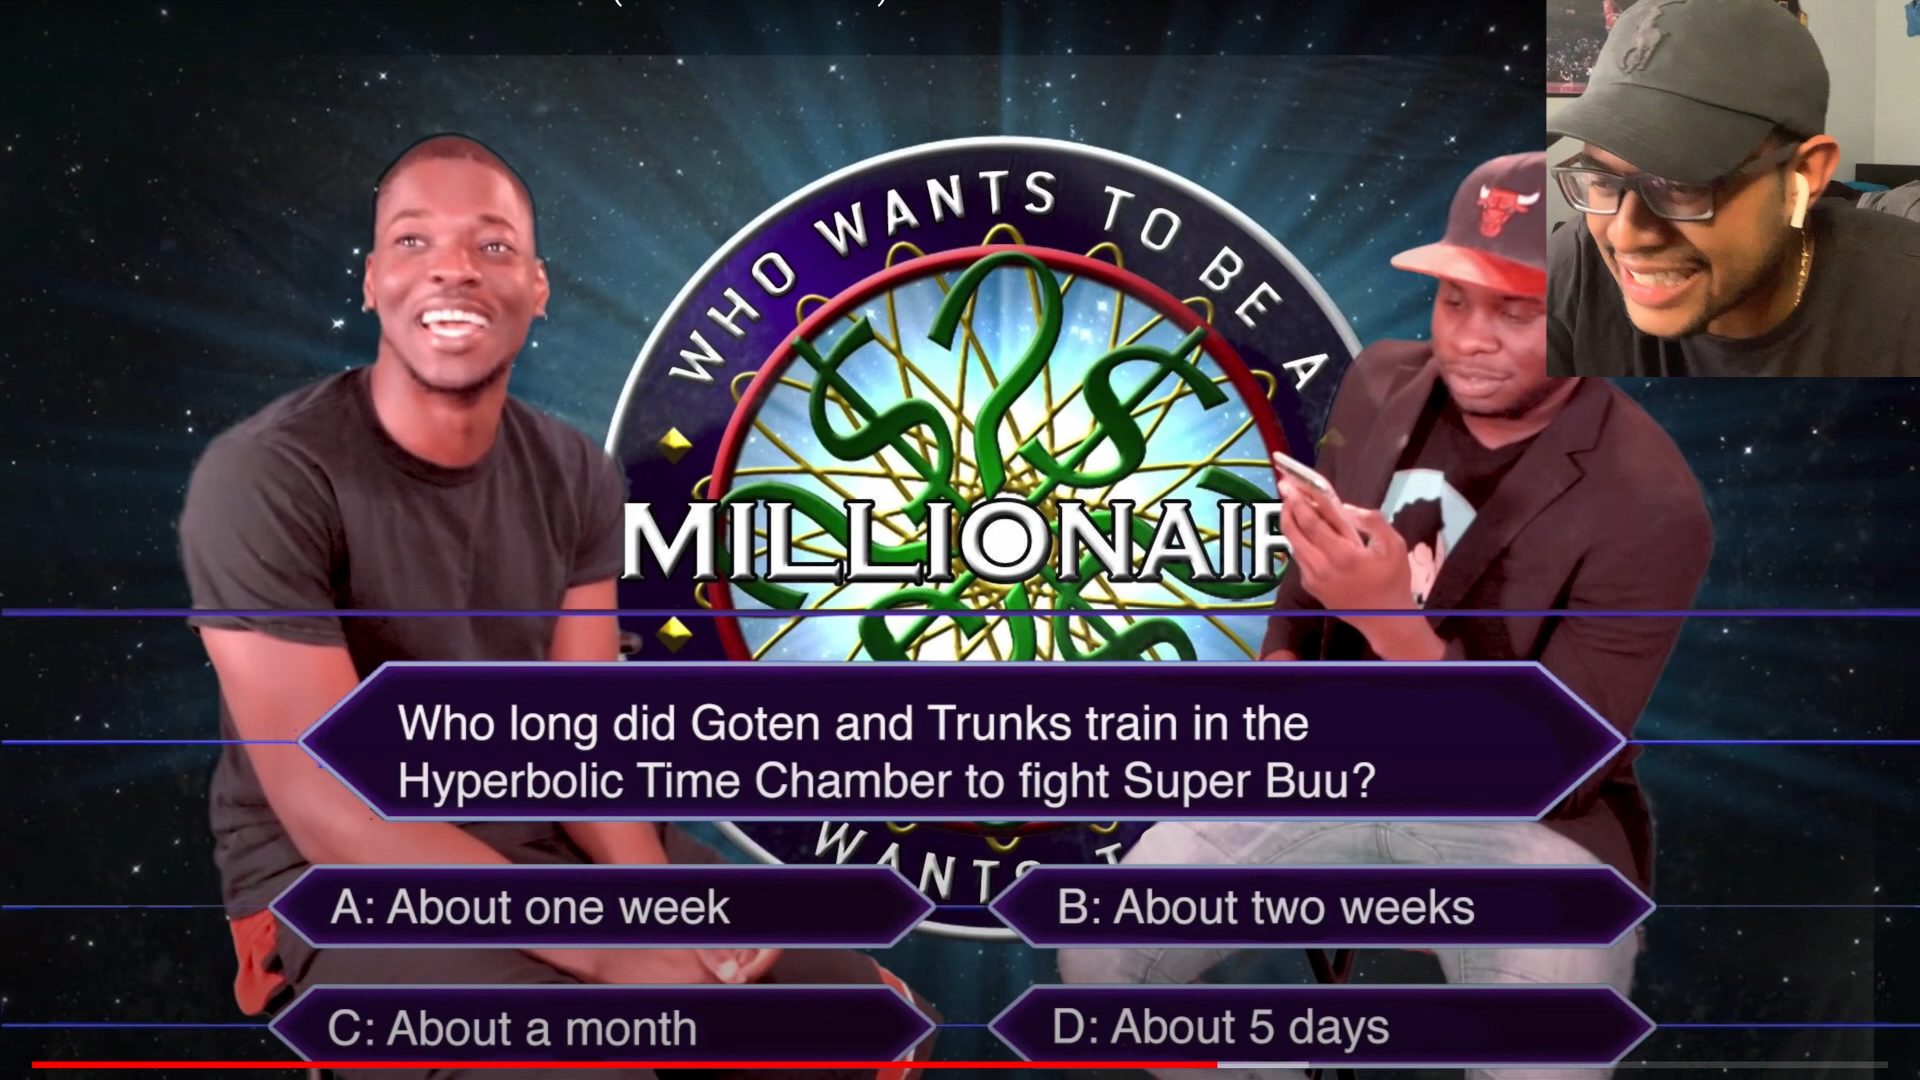 WHO WANTS TO BE A
MILLIONAIR
Who long did Goten and Trunks train in the
Hyperbolic Time Chamber to fight Super Buu?
WANTS T
A: About one week
B: About two weeks
C: About a month
D: About 5 days